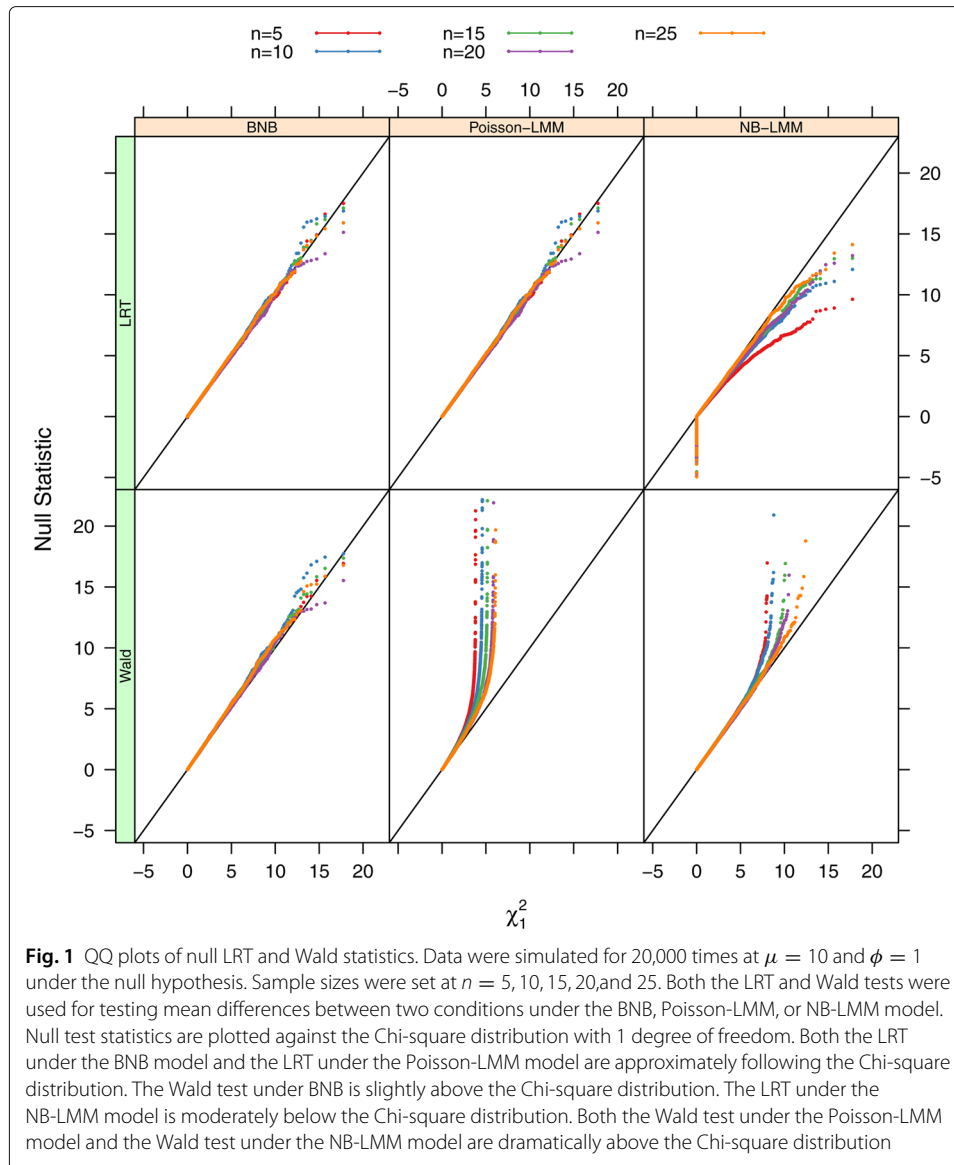 n=5 n=15 n=25
n=10 n=20
−5 0 5 10 15 20
BNB Poisson−LMM NB−LMM
LRT
20
15
10
5
0
−5
Null Statistic
Wald
20
15
10
5
0
−5
−5 0 5 10 15 20 −5 0 5 10 15 20
χ₁²
Fig. 1 QQ plots of null LRT and Wald statistics. Data were simulated for 20,000 times at μ = 10 and ϕ = 1
under the null hypothesis. Sample sizes were set at n = 5, 10, 15, 20,and 25. Both the LRT and Wald tests were
used for testing mean differences between two conditions under the BNB, Poisson-LMM, or NB-LMM model.
Null test statistics are plotted against the Chi-square distribution with 1 degree of freedom. Both the LRT
under the BNB model and the LRT under the Poisson-LMM model are approximately following the Chi-square
distribution. The Wald test under BNB is slightly above the Chi-square distribution. The LRT under the
NB-LMM model is moderately below the Chi-square distribution. Both the Wald test under the Poisson-LMM
model and the Wald test under the NB-LMM model are dramatically above the Chi-square distribution